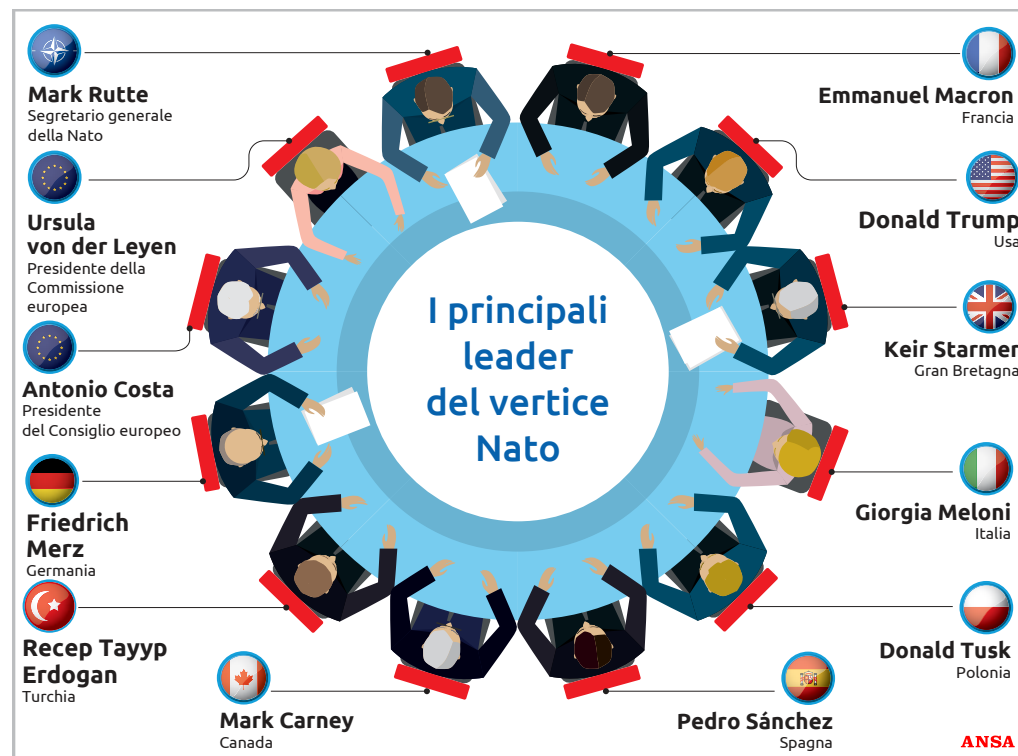 I principali
leader
del vertice
Nato
Mark Rutte
Segretario generale
della Nato
Ursula
von der Leyen
Presidente della
Commissione
europea
Antonio Costa
Presidente
del Consiglio europeo
Friedrich
Merz
Germania
Recep Tayyp
Erdogan
Turchia
Mark Carney
Canada
Emmanuel Macron
Francia
Donald Trump
Usa
Keir Starmer
Gran Bretagna
Giorgia Meloni
Italia
Donald Tusk
Polonia
Pedro Sánchez
Spagna
ANSA